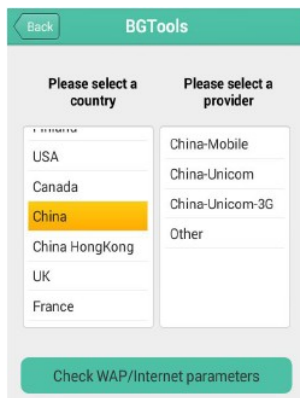 Back
BGTools
Please select a
country
Please select a
provider
USA
Canada
China
China HongKong
UK
France
China-Mobile
China-Unicom
China-Unicom-3G
Other
Check WAP/Internet parameters